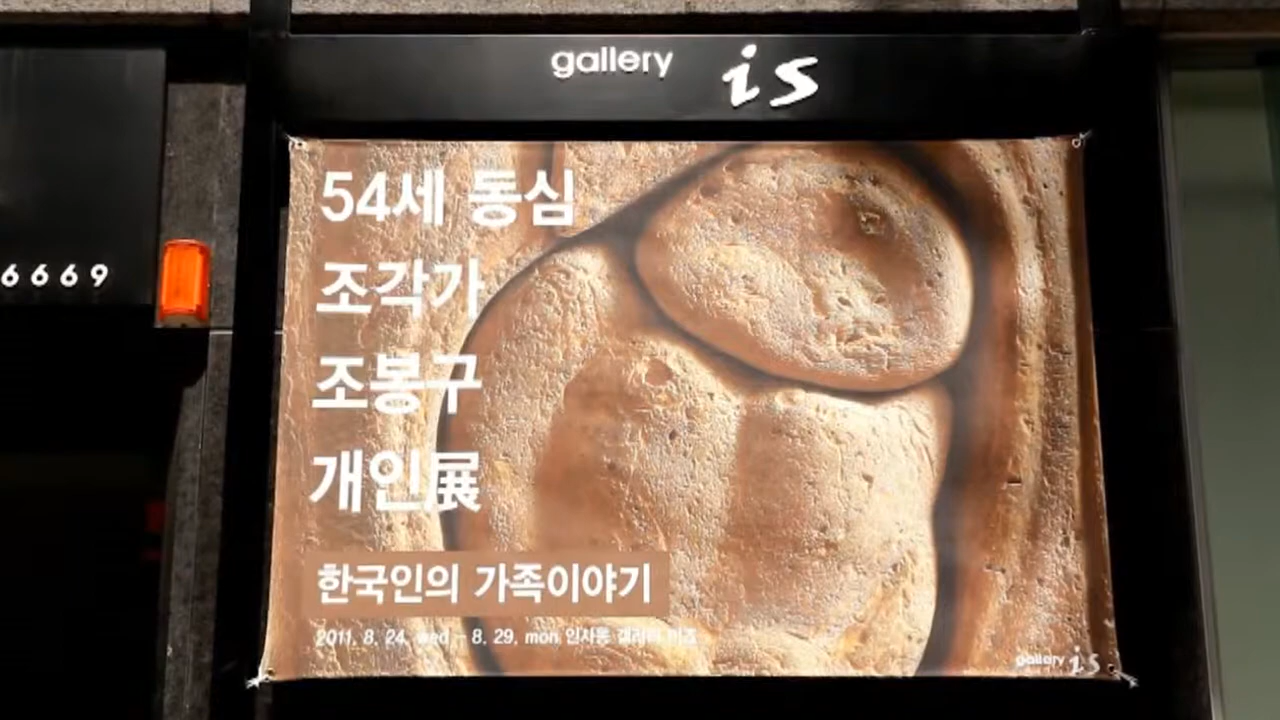 gallery is
6669
54세 동심
조각가
조봉구
개인展
한국인의 가족이야기
2011. 8. 24. wed - 8. 29. mon 인사동 갤러리 이즈
gallery is